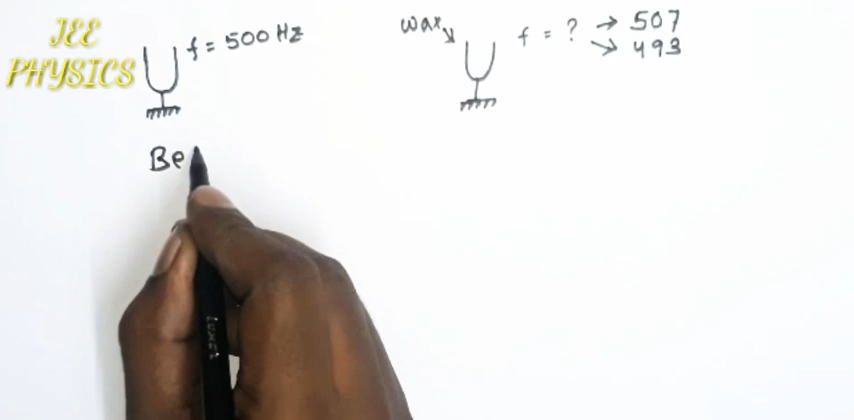 JEE
PHYSICS
f = 500 Hz
wax
f = ? → 507
↘ 493
Be